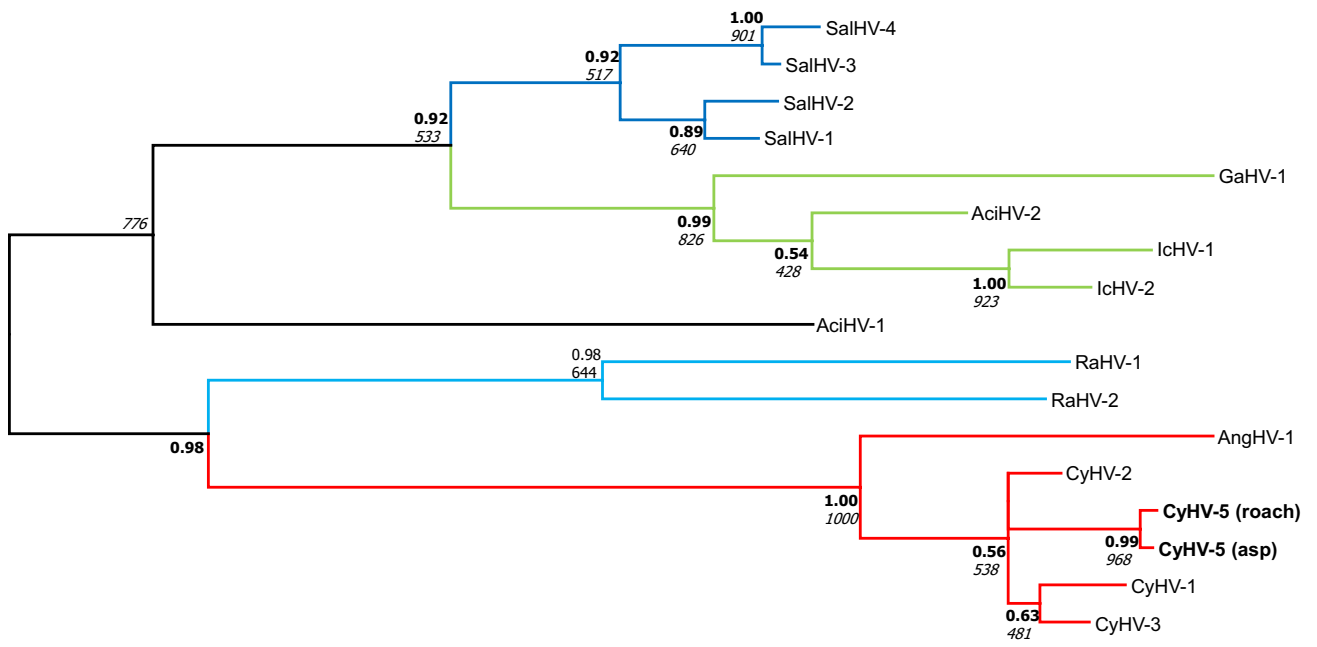 1.00
901
SalHV-4
0.92
517
SalHV-3
SalHV-2
0.92
533
0.89
640
SalHV-1
GaHV-1
776
0.99
826
AciHV-2
0.54
428
IcHV-1
1.00
923
IcHV-2
AciHV-1
0.98
644
RaHV-1
RaHV-2
0.98
AngHV-1
1.00
1000
CyHV-2
CyHV-5 (roach)
0.99
968
CyHV-5 (asp)
0.56
538
CyHV-1
0.63
481
CyHV-3